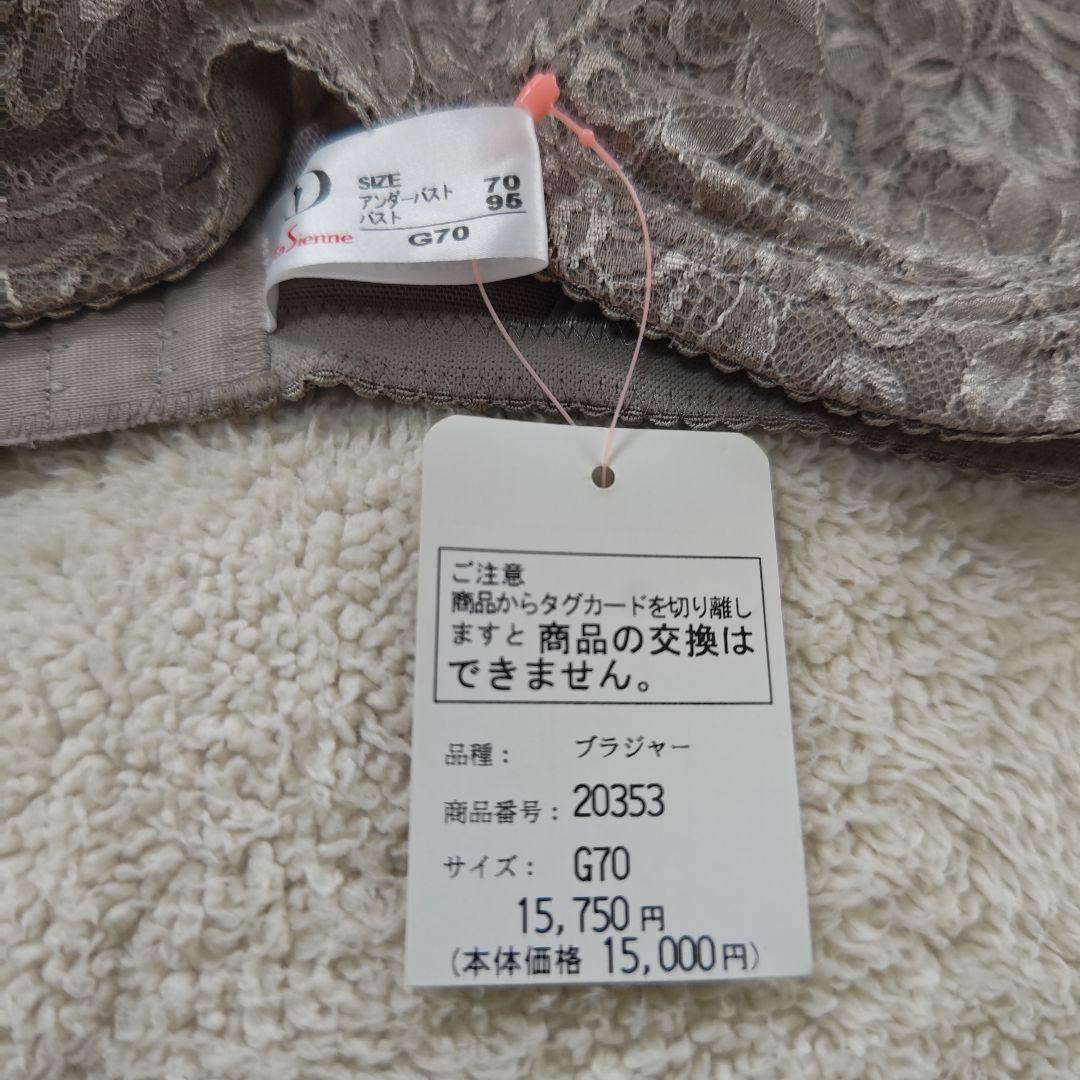 SIZE
アンダーバスト 70
バスト 95
G70
Sienne
ご注意
商品からタグカードを切り離し
ますと 商品の交換は
できません。
品種： ブラジャー
商品番号： 20353
サイズ： G70
15,750円
(本体価格 15,000円)